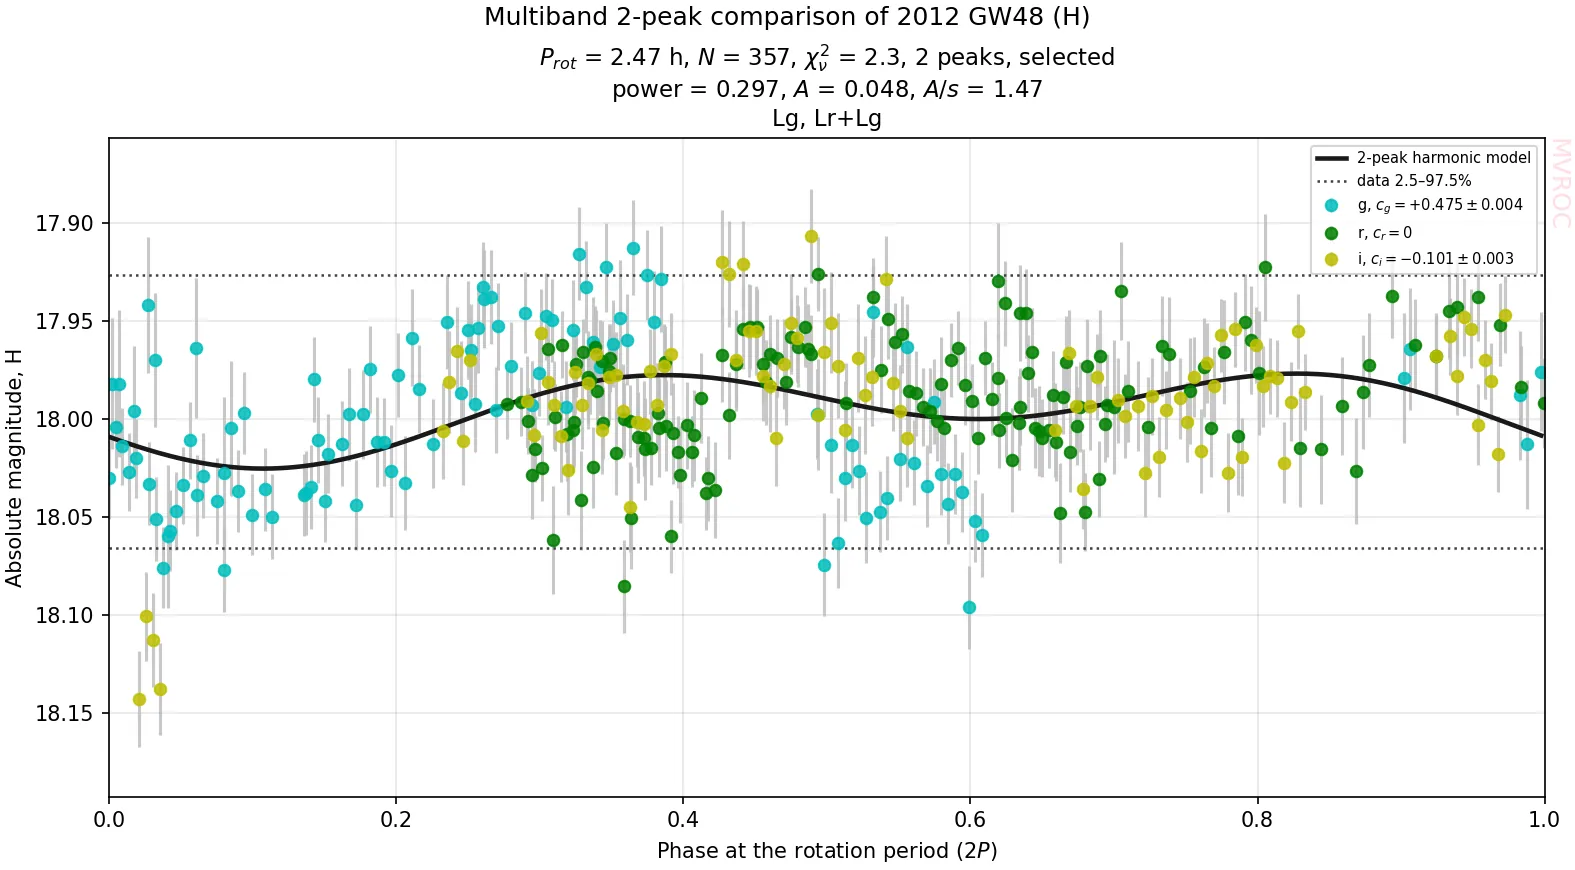 Multiband 2-peak comparison of 2012 GW48 (H)
P_rot = 2.47 h, N = 357, χ²_ν = 2.3, 2 peaks, selected
power = 0.297, A = 0.048, A/s = 1.47
Lg, Lr+Lg
2-peak harmonic model
data 2.5–97.5%
g, c_g = +0.475 ± 0.004
r, c_r = 0
i, c_i = −0.101 ± 0.003
MVROC
Absolute magnitude, H
17.90
17.95
18.00
18.05
18.10
18.15
0.0 0.2 0.4 0.6 0.8 1.0
Phase at the rotation period (2P)